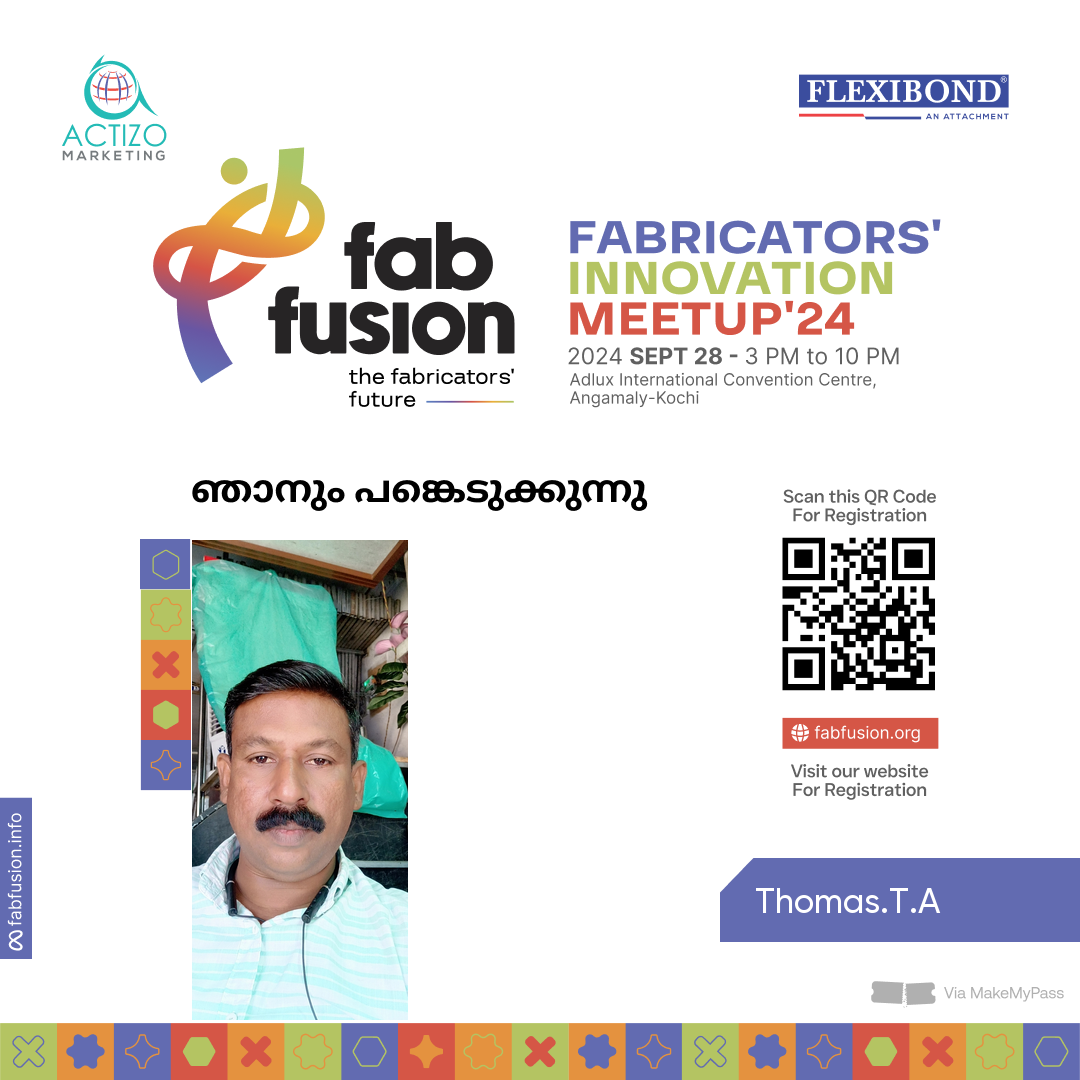 ACTIZO
MARKETING
FLEXIBOND®
AN ATTACHMENT
fab
fusion
the fabricators'
future
FABRICATORS'
INNOVATION
MEETUP'24
2024 SEPT 28 - 3 PM to 10 PM
Adlux International Convention Centre,
Angamaly-Kochi
ഞാനും പങ്കെടുക്കുന്നു
Scan this QR Code
For Registration
fabfusion.org
Visit our website
For Registration
fabfusion.info
Thomas.T.A
Via MakeMyPass